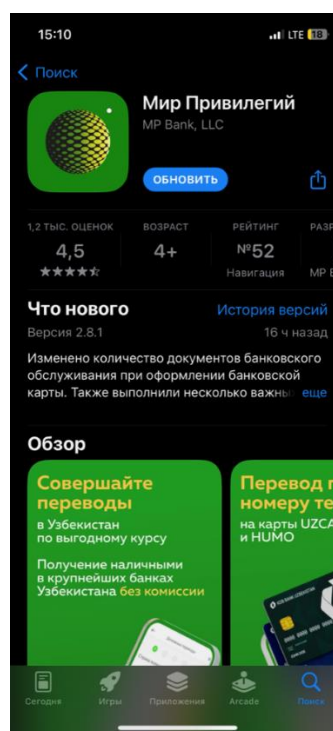 15:10
LTE 18
Поиск
Мир Привилегий
MP Bank, LLC
ОБНОВИТЬ
1,2 ТЫС. ОЦЕНОК
ВОЗРАСТ
РЕЙТИНГ
4,5
4+
№52
Навигация
MP
Что нового
История версий
Версия 2.8.1
16 ч назад
Изменено количество документов банковского
обслуживания при оформлении банковской
карты. Также выполнили несколько
еще
Обзор
Совершайте
переводы
в Узбекистан
по выгодному курсу
Получение наличными
в крупнейших банках
Узбекистана без комиссии
Перевод
номеру
на карты
и HUMO
Сегодня
Игры
Приложения
Arcade
Поиск